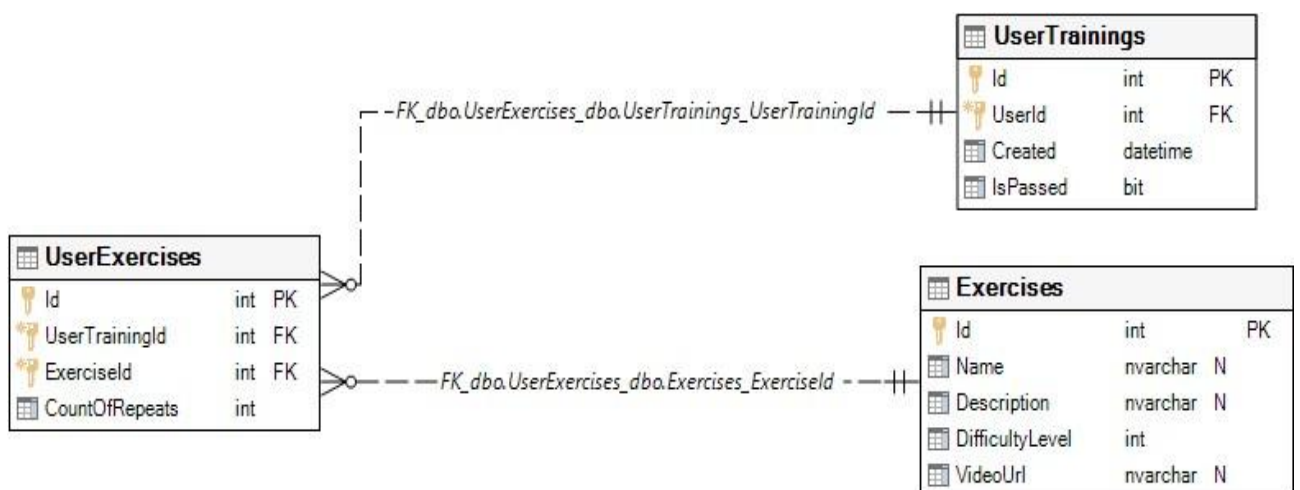 UserTrainings
Id int PK
UserId int FK
Created datetime
IsPassed bit
FK_dbo.UserExercises_dbo.UserTrainings_UserTrainingId
UserExercises
Id int PK
UserTrainingId int FK
ExerciseId int FK
CountOfRepeats int
FK_dbo.UserExercises_dbo.Exercises_ExerciseId
Exercises
Id int PK
Name nvarchar N
Description nvarchar N
DifficultyLevel int
VideoUrl nvarchar N